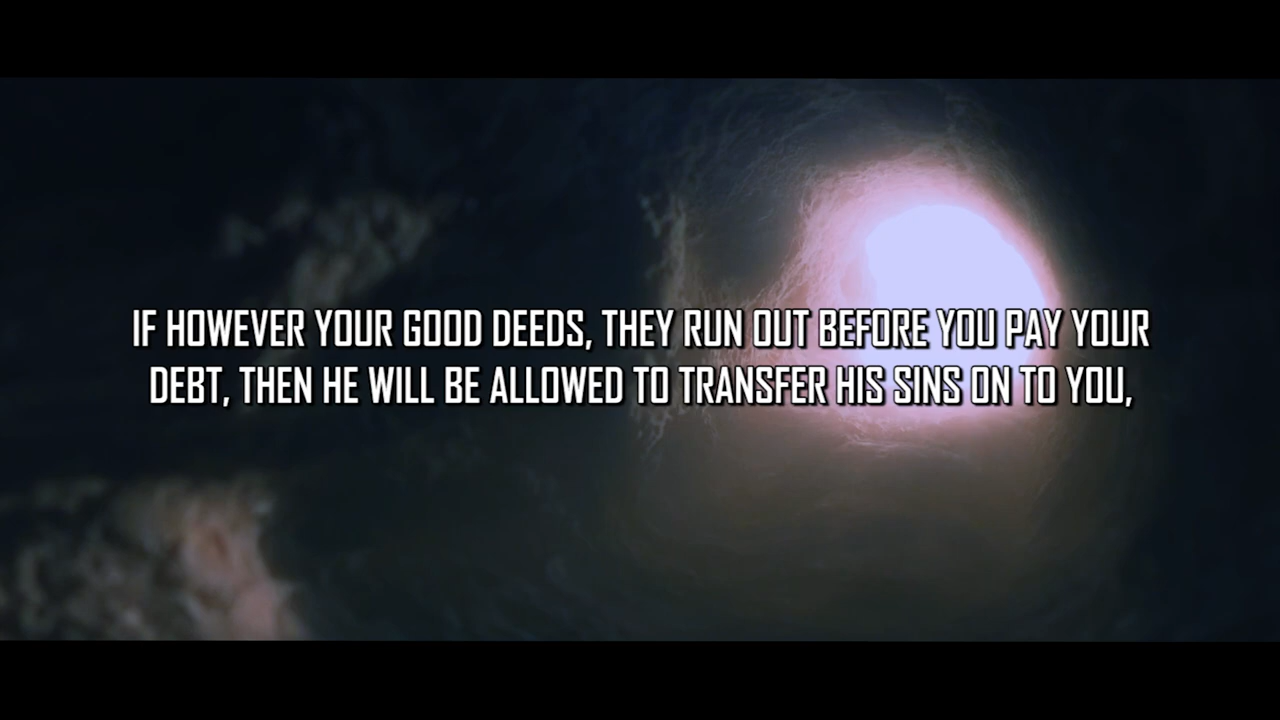 IF HOWEVER YOUR GOOD DEEDS, THEY RUN OUT BEFORE YOU PAY YOUR
DEBT, THEN HE WILL BE ALLOWED TO TRANSFER HIS SINS ON TO YOU,